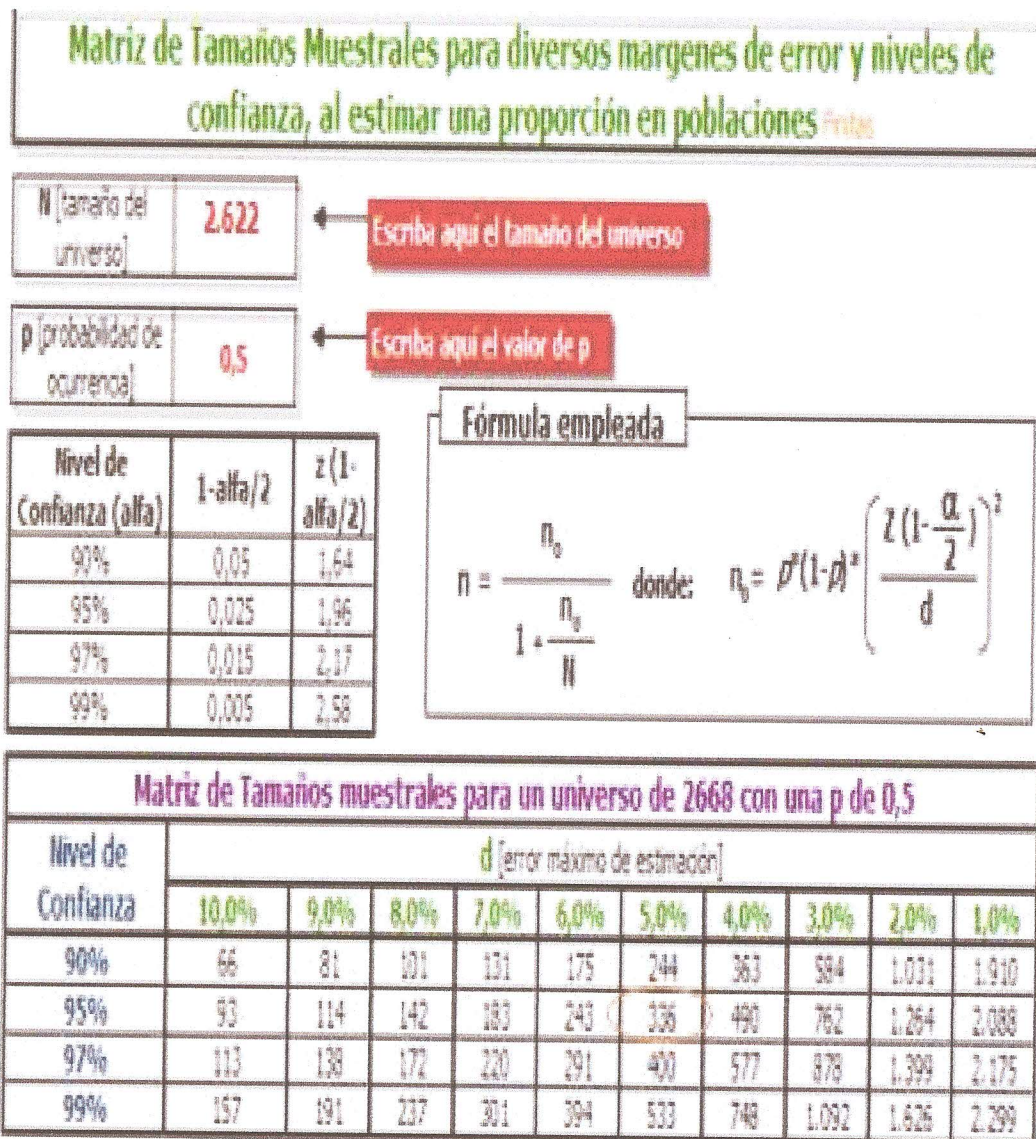 Matriz de Tamaños Muestrales para diversos margenes de error y niveles de
confianza, al estimar una proporción en poblaciones finitas
N [tamaño del
universo]
2.622
Escriba aquí el tamaño del universo
p [probabilidad de
ocurrencia]
0,5
Escriba aquí el valor de p
Nivel de
Confianza (alfa)
1-alfa/2
z (1-
alfa/2)
90% 0,05 1,64
95% 0,025 1,96
97% 0,015 2,17
99% 0,005 2,58
Fórmula empleada
n = n₀ / (1 + n₀/N) donde: n₀ = p*(1-p)* (Z (1-α/2) / d)²
Matriz de Tamaños muestrales para un universo de 2668 con una p de 0,5
Nivel de
Confianza
d [error máximo de estimación]
10,0% 9,0% 8,0% 7,0% 6,0% 5,0% 4,0% 3,0% 2,0% 1,0%
90% 66 81 101 131 175 244 363 584 1.031 1.910
95% 93 114 142 183 243 336 490 762 1.264 2.088
97% 113 138 172 220 291 400 577 878 1.399 2.175
99% 157 191 237 301 394 533 748 1.092 1.626 2.299